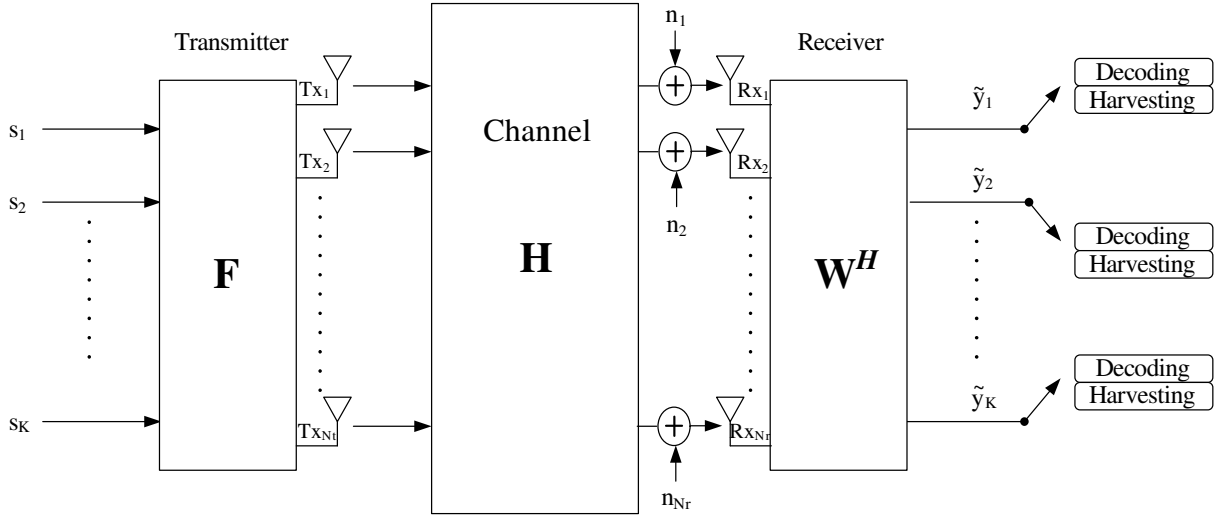 Transmitter
Receiver
s1
s2
sK
F
Tx1
Tx2
TxNt
Channel
H
n1
+
n2
+
nNr
+
Rx1
Rx2
RxNr
W^H
ỹ1
ỹ2
ỹK
Decoding
Harvesting
Decoding
Harvesting
Decoding
Harvesting